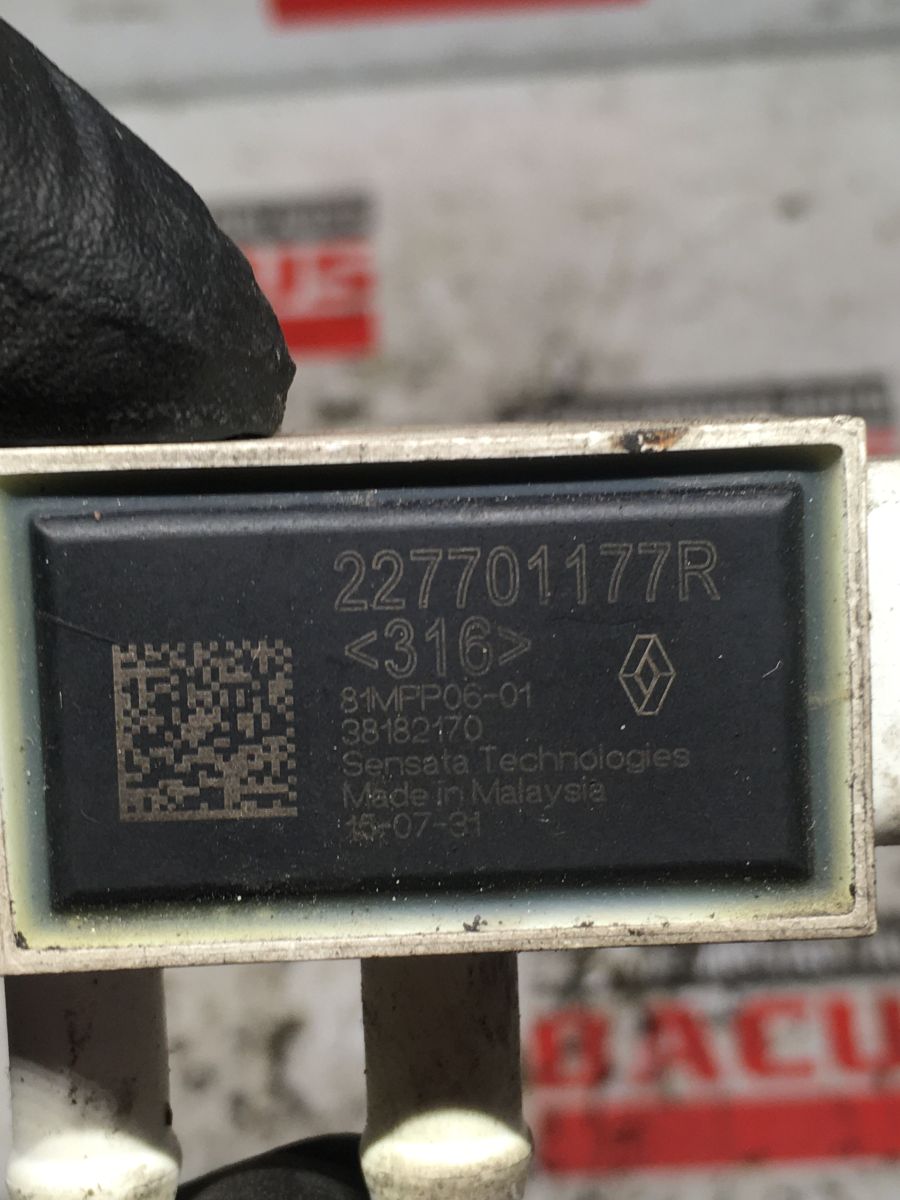 227701177R
<316>
81MPP06-01
38182170
Sensata Technologies
Made in Malaysia
15-07-31